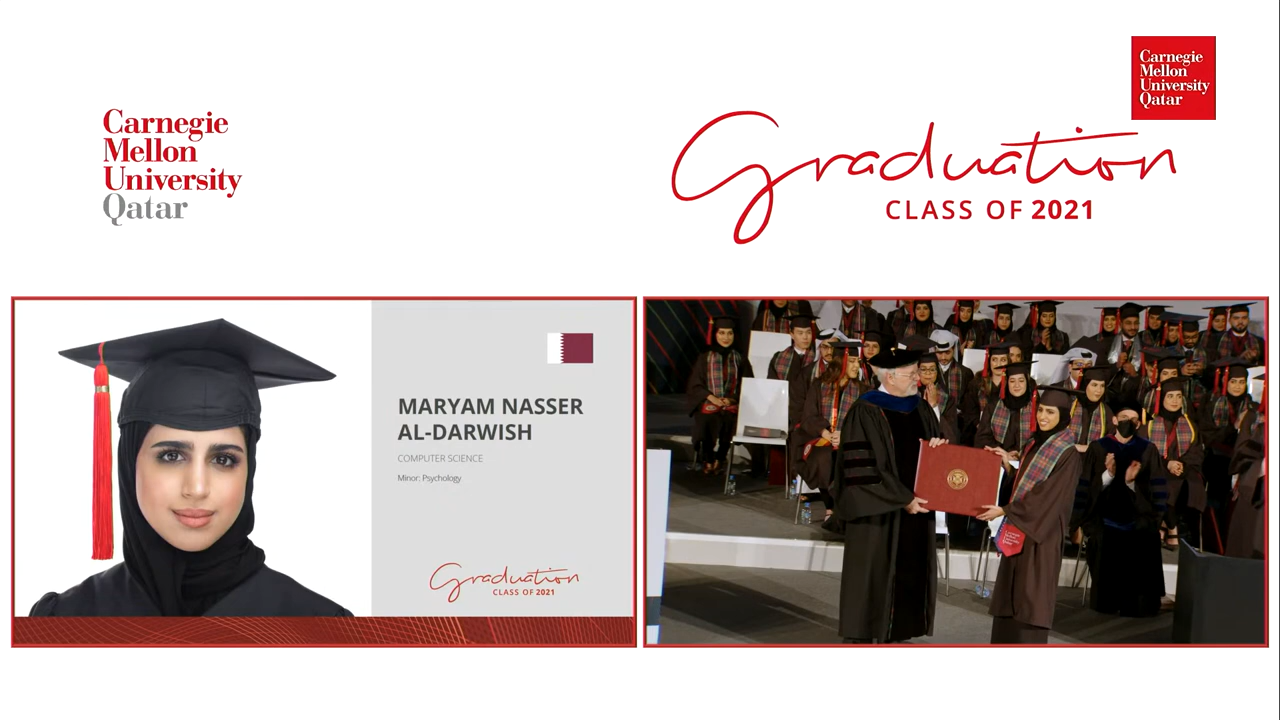 Carnegie
Mellon
University
Qatar
Graduation
CLASS OF 2021
Carnegie
Mellon
University
Qatar
MARYAM NASSER
AL-DARWISH
COMPUTER SCIENCE
Minor: Psychology
Graduation
CLASS OF 2021